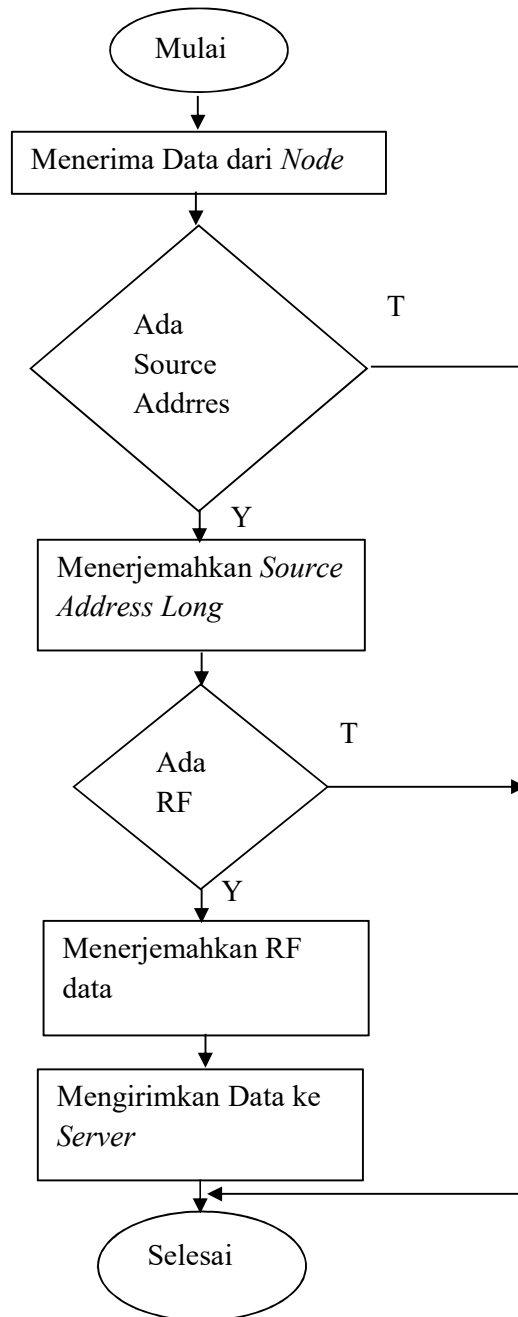 Mulai
Menerima Data dari Node
Ada
Source
Addrres
T
Y
Menerjemahkan Source
Address Long
Ada
RF
T
Y
Menerjemahkan RF
data
Mengirimkan Data ke
Server
Selesai